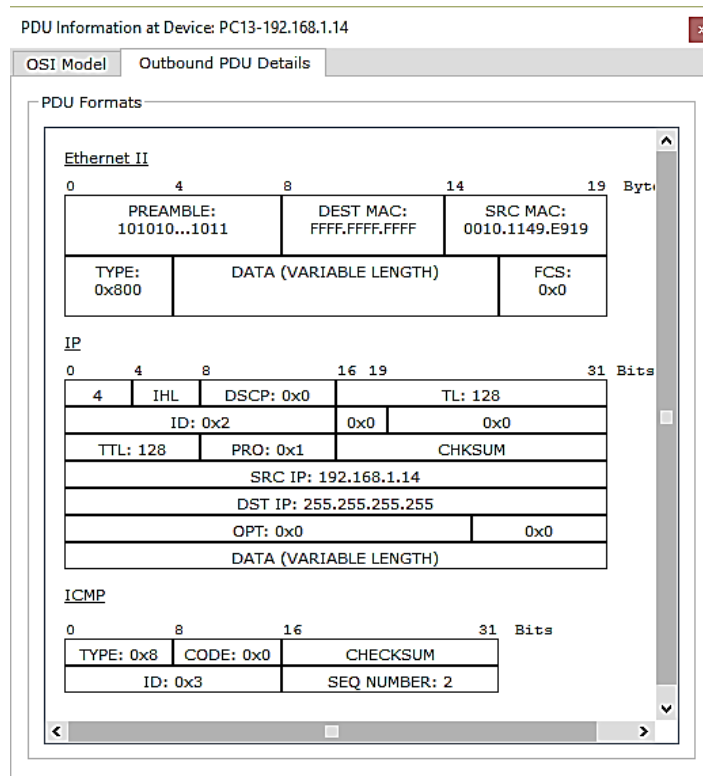 PDU Information at Device: PC13-192.168.1.14
OSI Model Outbound PDU Details
PDU Formats
Ethernet II
0 4 8 14 19 Byte
PREAMBLE: DEST MAC: SRC MAC:
101010...1011 FFFF.FFFF.FFFF 0010.1149.E919
TYPE: DATA (VARIABLE LENGTH) FCS:
0x800 0x0
IP
0 4 8 16 19 31 Bits
4 IHL DSCP: 0x0 TL: 128
ID: 0x2 0x0 0x0
TTL: 128 PRO: 0x1 CHKSUM
SRC IP: 192.168.1.14
DST IP: 255.255.255.255
OPT: 0x0 0x0
DATA (VARIABLE LENGTH)
ICMP
0 8 16 31 Bits
TYPE: 0x8 CODE: 0x0 CHECKSUM
ID: 0x3 SEQ NUMBER: 2